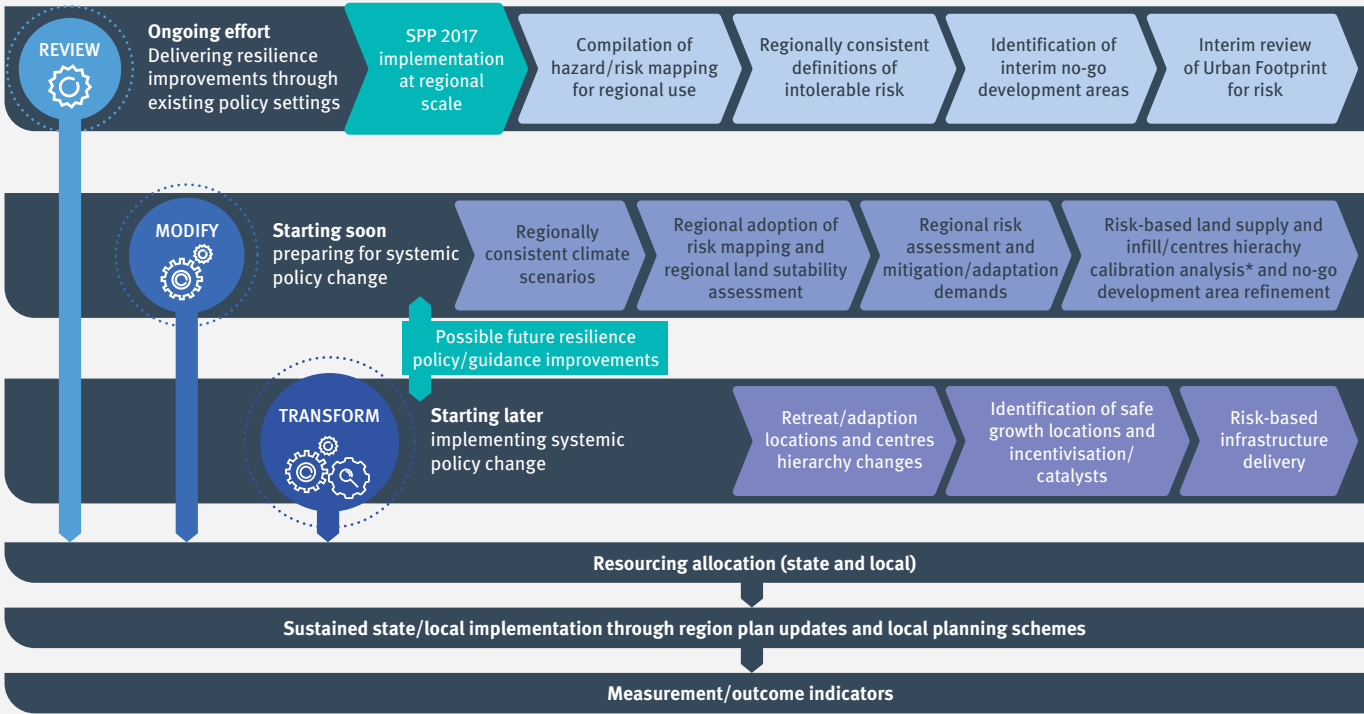 REVIEW
Ongoing effort
Delivering resilience
improvements through
existing policy settings
SPP 2017
implementation
at regional
scale
Compilation of
hazard/risk mapping
for regional use
Regionally consistent
definitions of
intolerable risk
Identification of
interim no-go
development areas
Interim review
of Urban Footprint
for risk
MODIFY
Starting soon
preparing for systemic
policy change
Regionally
consistent climate
scenarios
Regional adoption of
risk mapping and
regional land sutability
assessment
Regional risk
assessment and
mitigation/adaptation
demands
Risk-based land supply and
infill/centres hierachy
calibration analysis* and no-go
development area refinement
Possible future resilience
policy/guidance improvements
TRANSFORM
Starting later
implementing systemic
policy change
Retreat/adaption
locations and centres
hierarchy changes
Identification of safe
growth locations and
incentivisation/
catalysts
Risk-based
infrastructure
delivery
Resourcing allocation (state and local)
Sustained state/local implementation through region plan updates and local planning schemes
Measurement/outcome indicators